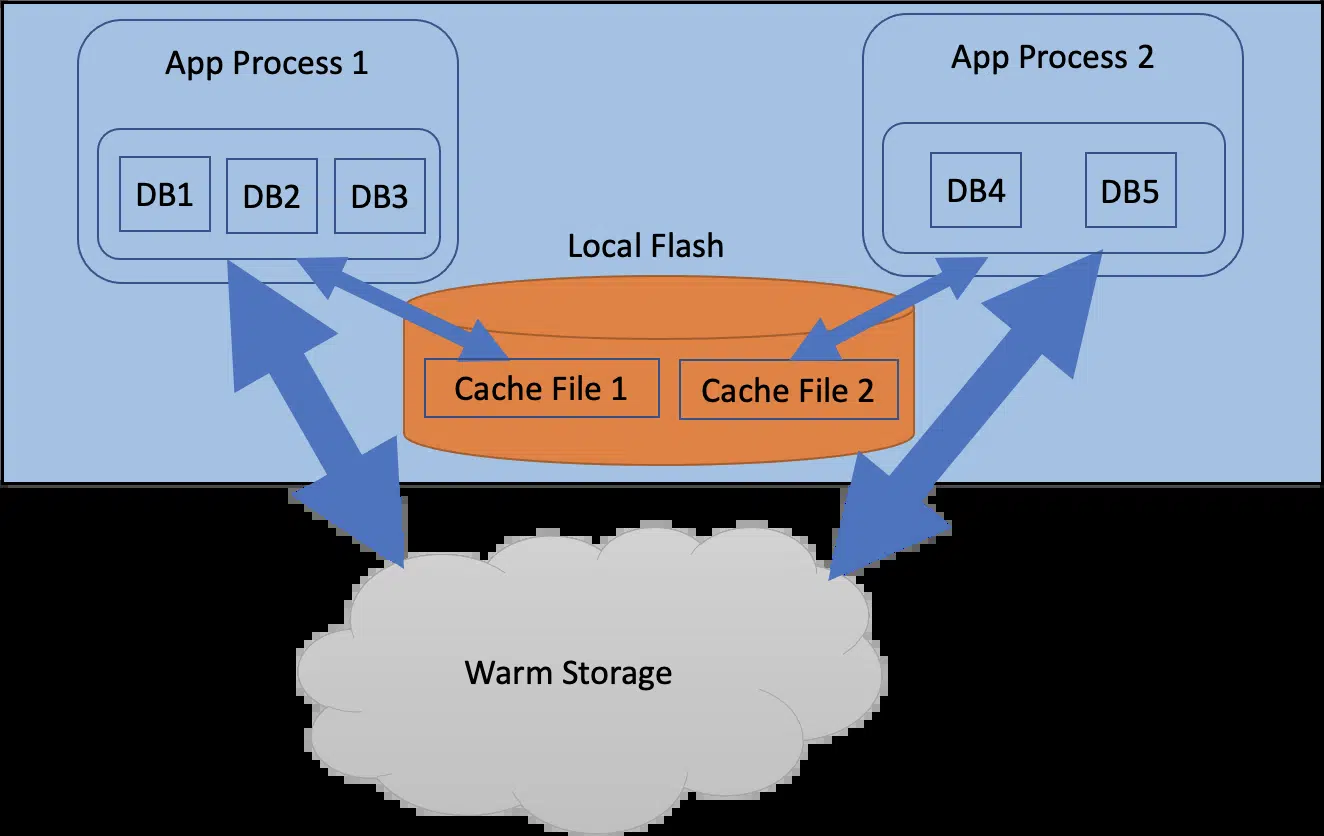 App Process 1
App Process 2
DB1
DB2
DB3
DB4
DB5
Local Flash
Cache File 1
Cache File 2
Warm Storage